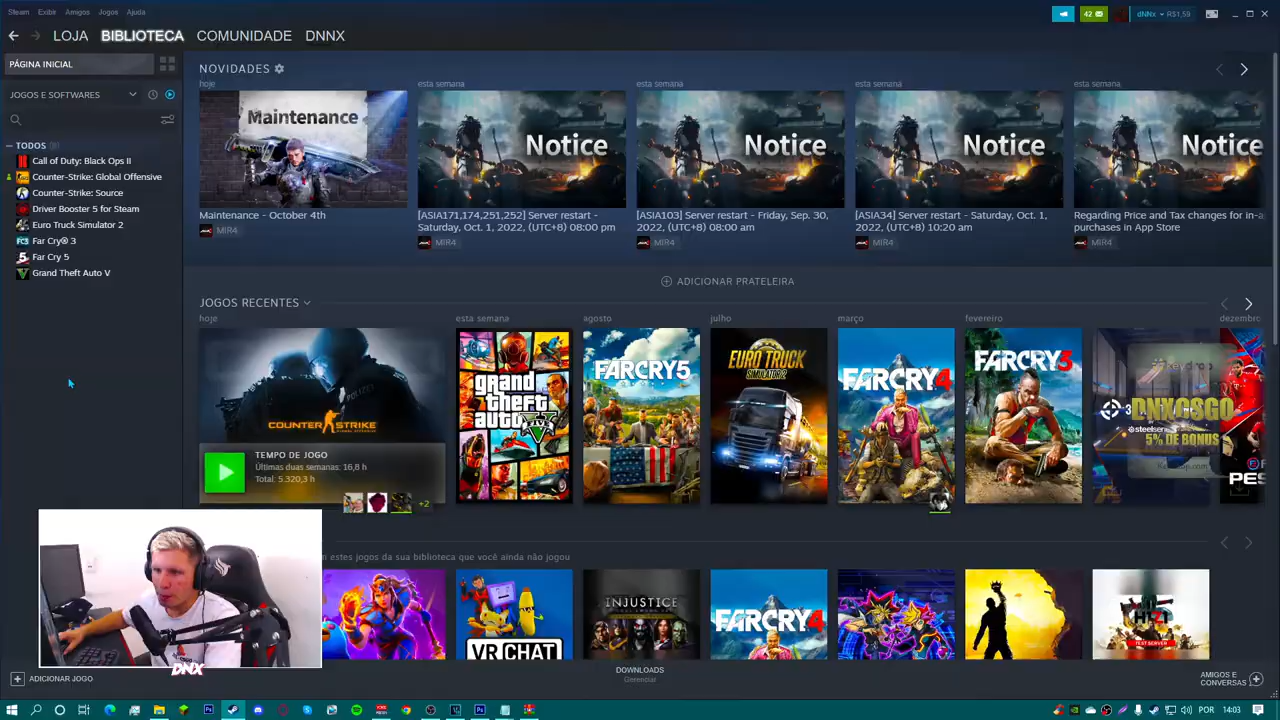 Steam Exibir Amigos Jogos Ajuda
42
dNNx R$1,59
LOJA BIBLIOTECA COMUNIDADE DNNX
PÁGINA INICIAL
JOGOS E SOFTWARES
TODOS
Call of Duty: Black Ops II
Counter-Strike: Global Offensive
Counter-Strike: Source
Driver Booster 5 for Steam
Euro Truck Simulator 2
Far Cry® 3
Far Cry 5
Grand Theft Auto V
NOVIDADES
hoje
Maintenance
Maintenance - October 4th
MIR4
esta semana
Notice
[ASIA171,174,251,252] Server restart -
Saturday, Oct. 1, 2022, (UTC+8) 08:00 pm
MIR4
esta semana
Notice
[ASIA103] Server restart - Friday, Sep. 30,
2022, (UTC+8) 08:00 am
MIR4
esta semana
Notice
[ASIA34] Server restart - Saturday, Oct. 1,
2022, (UTC+8) 10:20 am
MIR4
esta semana
Notice
Regarding Price and Tax changes for in-a
purchases in App Store
MIR4
ADICIONAR PRATELEIRA
JOGOS RECENTES
hoje
COUNTER STRIKE
TEMPO DE JOGO
Últimas duas semanas: 16,8 h
Total: 5.320,3 h
+2
esta semana
grand
theft
auto
V
agosto
FARCRY5
julho
EURO TRUCK
SIMULATOR 2
março
FARCRY4
fevereiro
FARCRY3
DNXCSGO
steelser
5% DE BONUS
dezembro
PES
m estes jogos da sua biblioteca que você ainda não jogou
VRCHAT
INJUSTICE
FARCRY4
TEST SERVER
DNX
ADICIONAR JOGO
DOWNLOADS
Gerenciar
AMIGOS E
CONVERSAS
POR 14:03